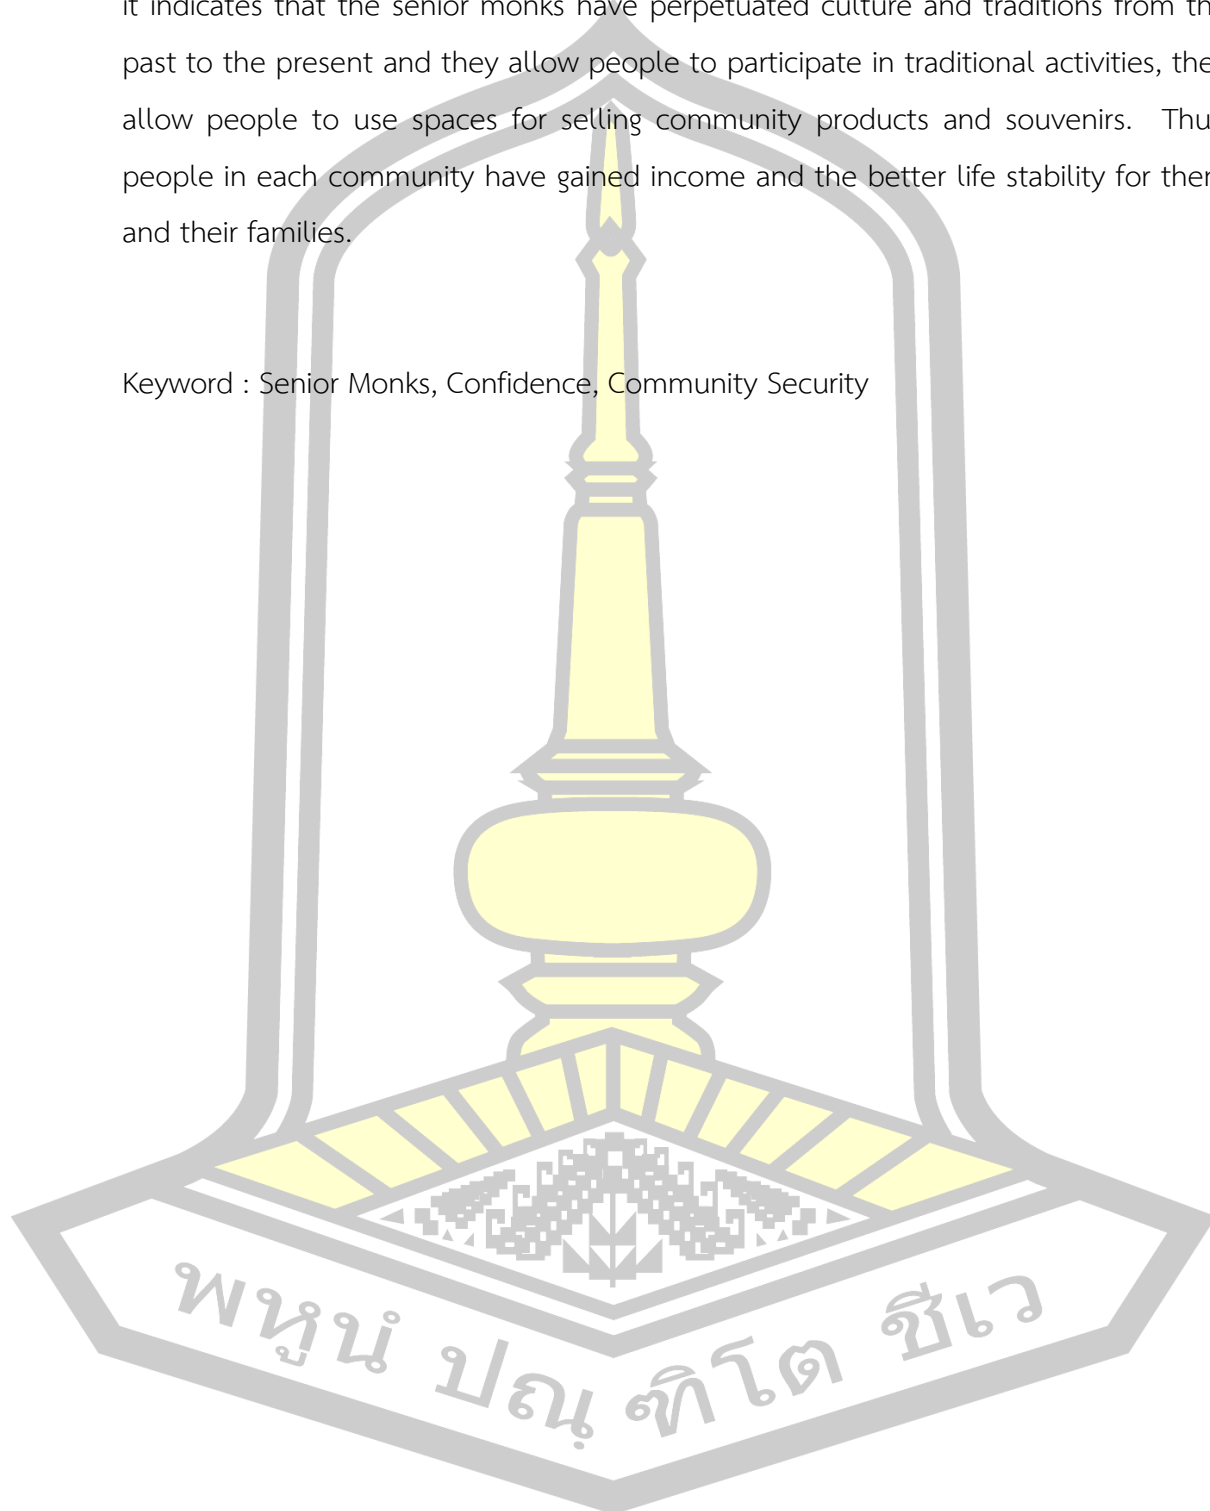 it indicates that the senior monks have perpetuated culture and traditions from th
past to the present and they allow people to participate in traditional activities, the
allow people to use spaces for selling community products and souvenirs. Thu
people in each community have gained income and the better life stability for ther
and their families.
Keyword : Senior Monks, Confidence, Community Security
พหูนํ ปณฺฑิโต ชีเว